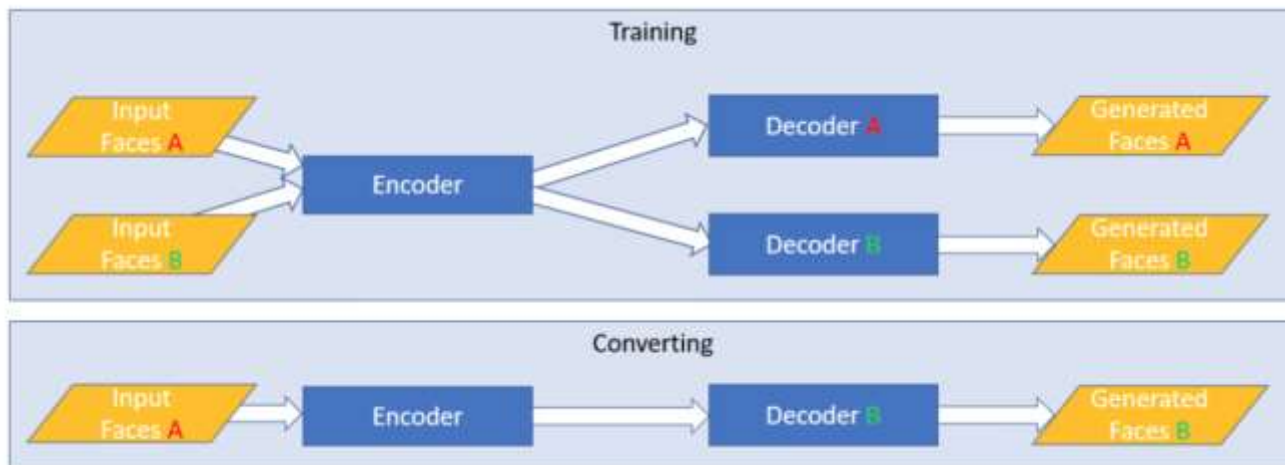 Training
Input
Faces A
Input
Faces B
Encoder
Decoder A
Decoder B
Generated
Faces A
Generated
Faces B
Converting
Input
Faces A
Encoder
Decoder B
Generated
Faces B